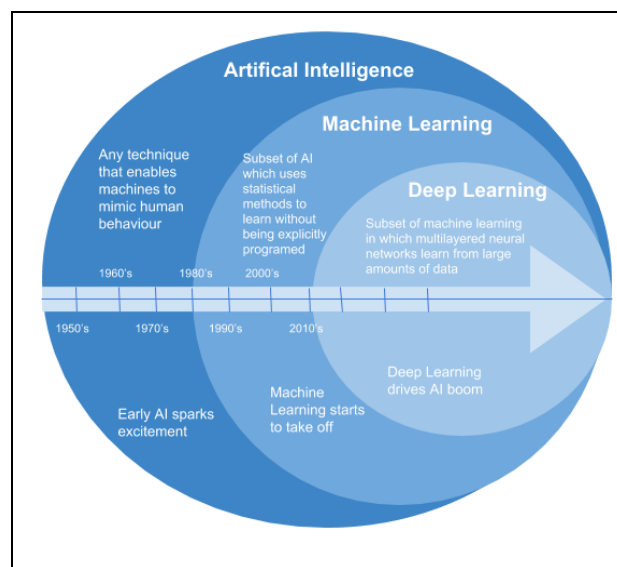 Artifical Intelligence
Machine Learning
Deep Learning
Any technique
that enables
machines to
mimic human
behaviour
Subset of AI
which uses
statistical
methods to
learn without
being explicitly
programed
Subset of machine learning
in which multilayered neural
networks learn from large
amounts of data
1960's
1980's
2000's
1950's
1970's
1990's
2010's
Early AI sparks
excitement
Machine
Learning starts
to take off
Deep Learning
drives AI boom